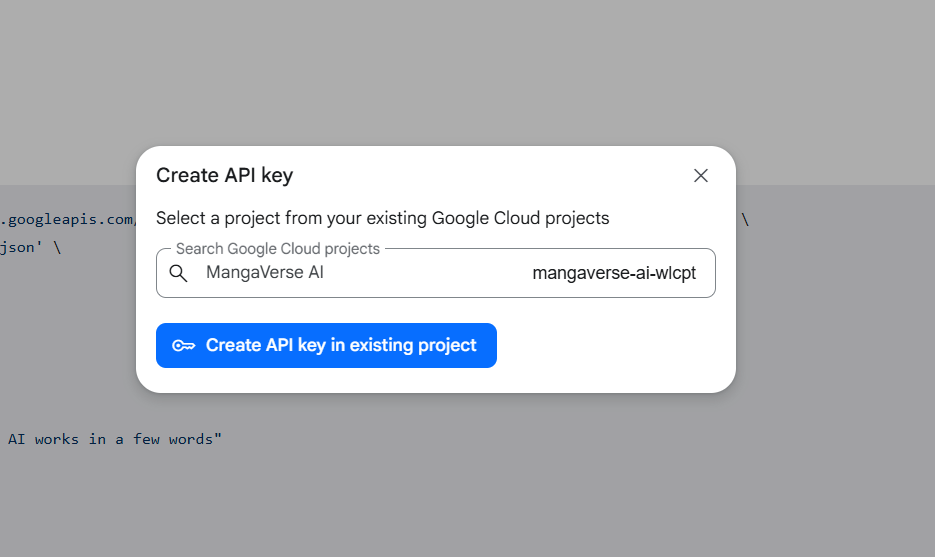 Create API key
Select a project from your existing Google Cloud projects
.googleapis.com/ \
json' \
Search Google Cloud projects
MangaVerse AI mangaverse-ai-wlcpt
Create API key in existing project
AI works in a few words"